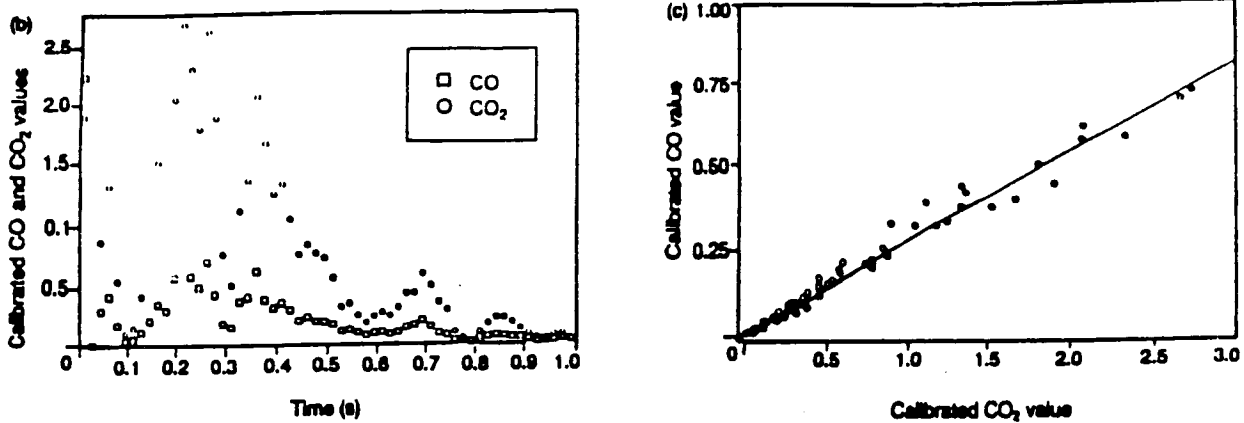 (b)
Calibrated CO and CO₂ values
2.5
2.0
1.5
0.1
0.5
0
CO
CO₂
0.1 0.2 0.3 0.4 0.5 0.6 0.7 0.8 0.9 1.0
Time (s)
(c)
Calibrated CO value
1.00
0.75
0.50
0.25
0 0.5 1.0 1.5 2.0 2.5 3.0
Calibrated CO₂ value